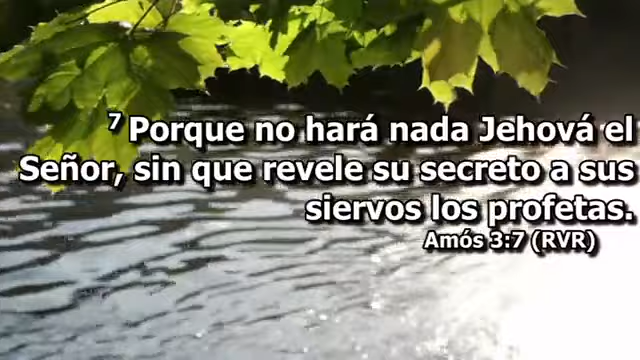 7 Porque no hará nada Jehová el
Señor, sin que revele su secreto a sus
siervos los profetas.
Amós 3:7 (RVR)